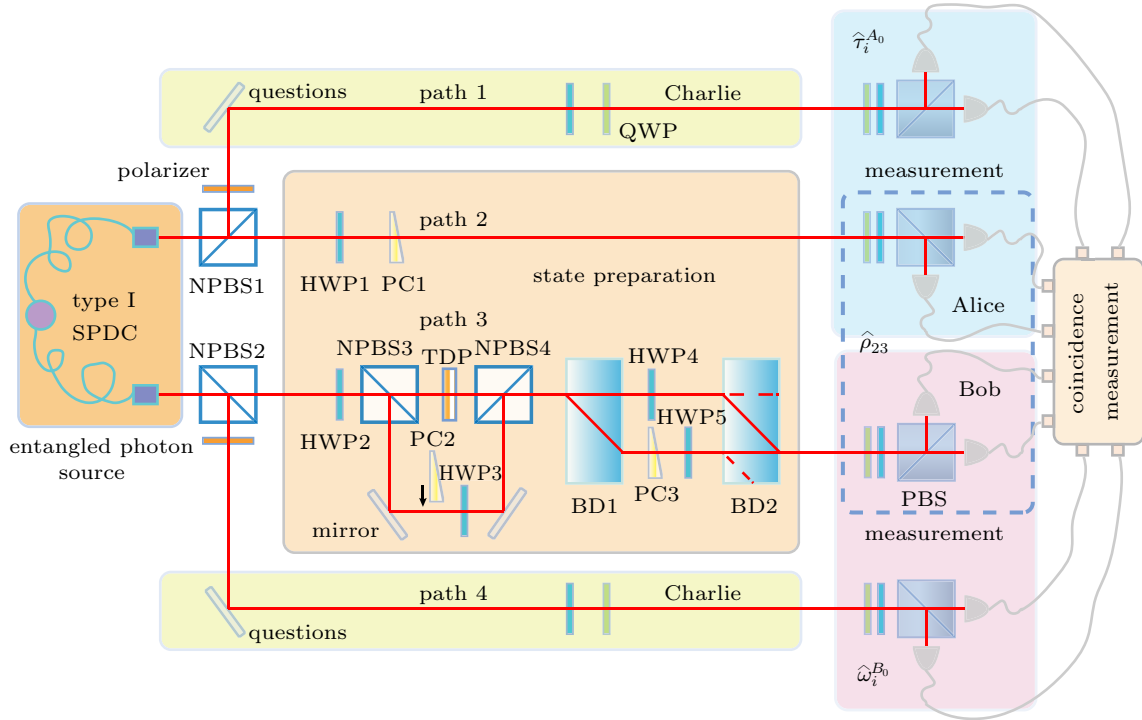 questions
path 1
Charlie
QWP
τ̂ᵢ^A₀
polarizer
measurement
NPBS1
path 2
HWP1
PC1
state preparation
type I
SPDC
Alice
ρ̂₂₃
coincidence
measurement
path 3
NPBS2
NPBS3
TDP
NPBS4
HWP4
Bob
HWP5
HWP2
PC2
HWP3
entangled photon
source
mirror
BD1
PC3
BD2
PBS
measurement
path 4
Charlie
questions
ω̂ᵢ^B₀